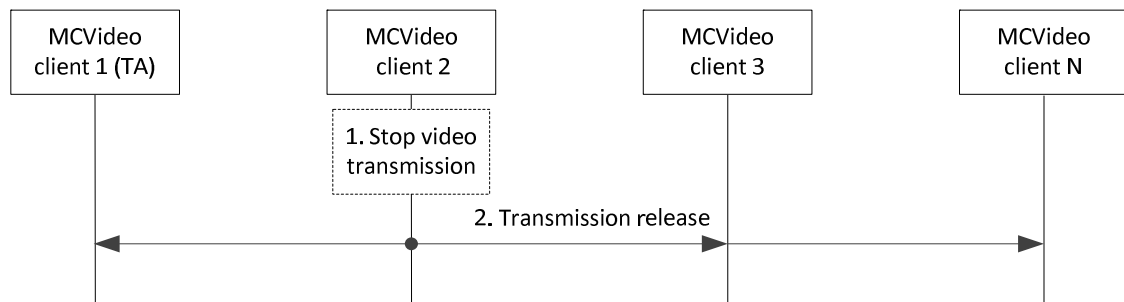 MCVideo
client 1 (TA)
MCVideo
client 2
MCVideo
client 3
MCVideo
client N
1. Stop video
transmission
2. Transmission release